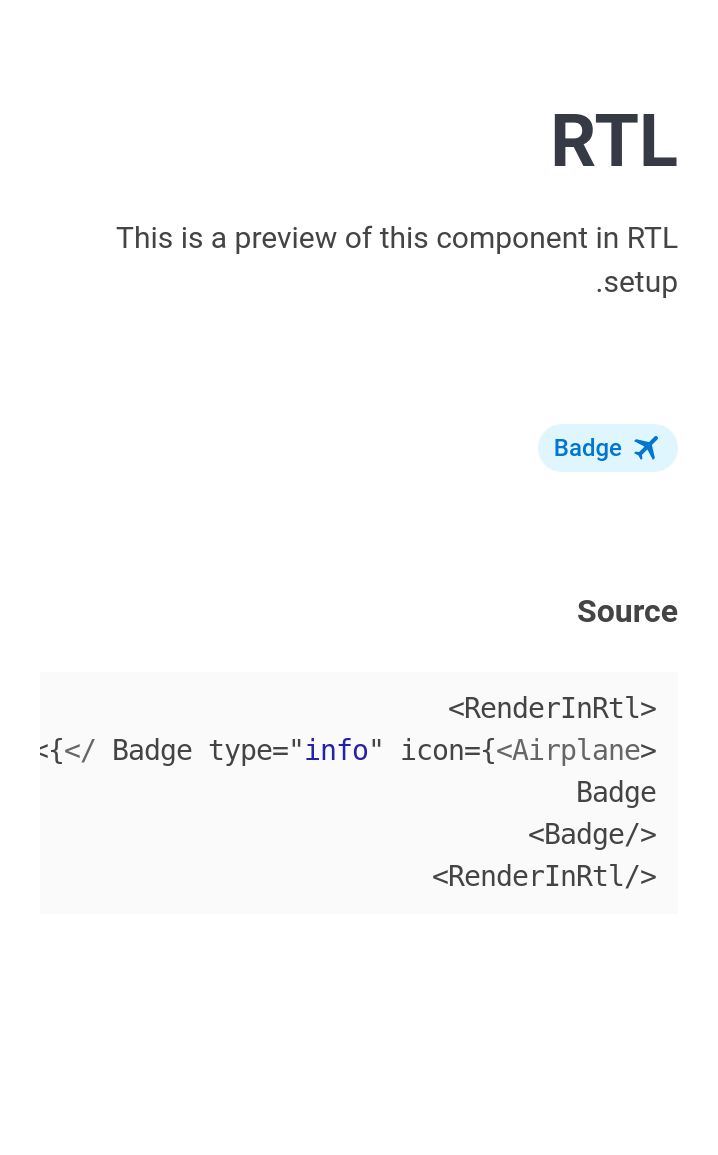 RTL
This is a preview of this component in RTL
.setup
Badge
Source
<RenderInRtl>
<{</ Badge type="info" icon={<Airplane>
Badge
<Badge/>
<RenderInRtl/>